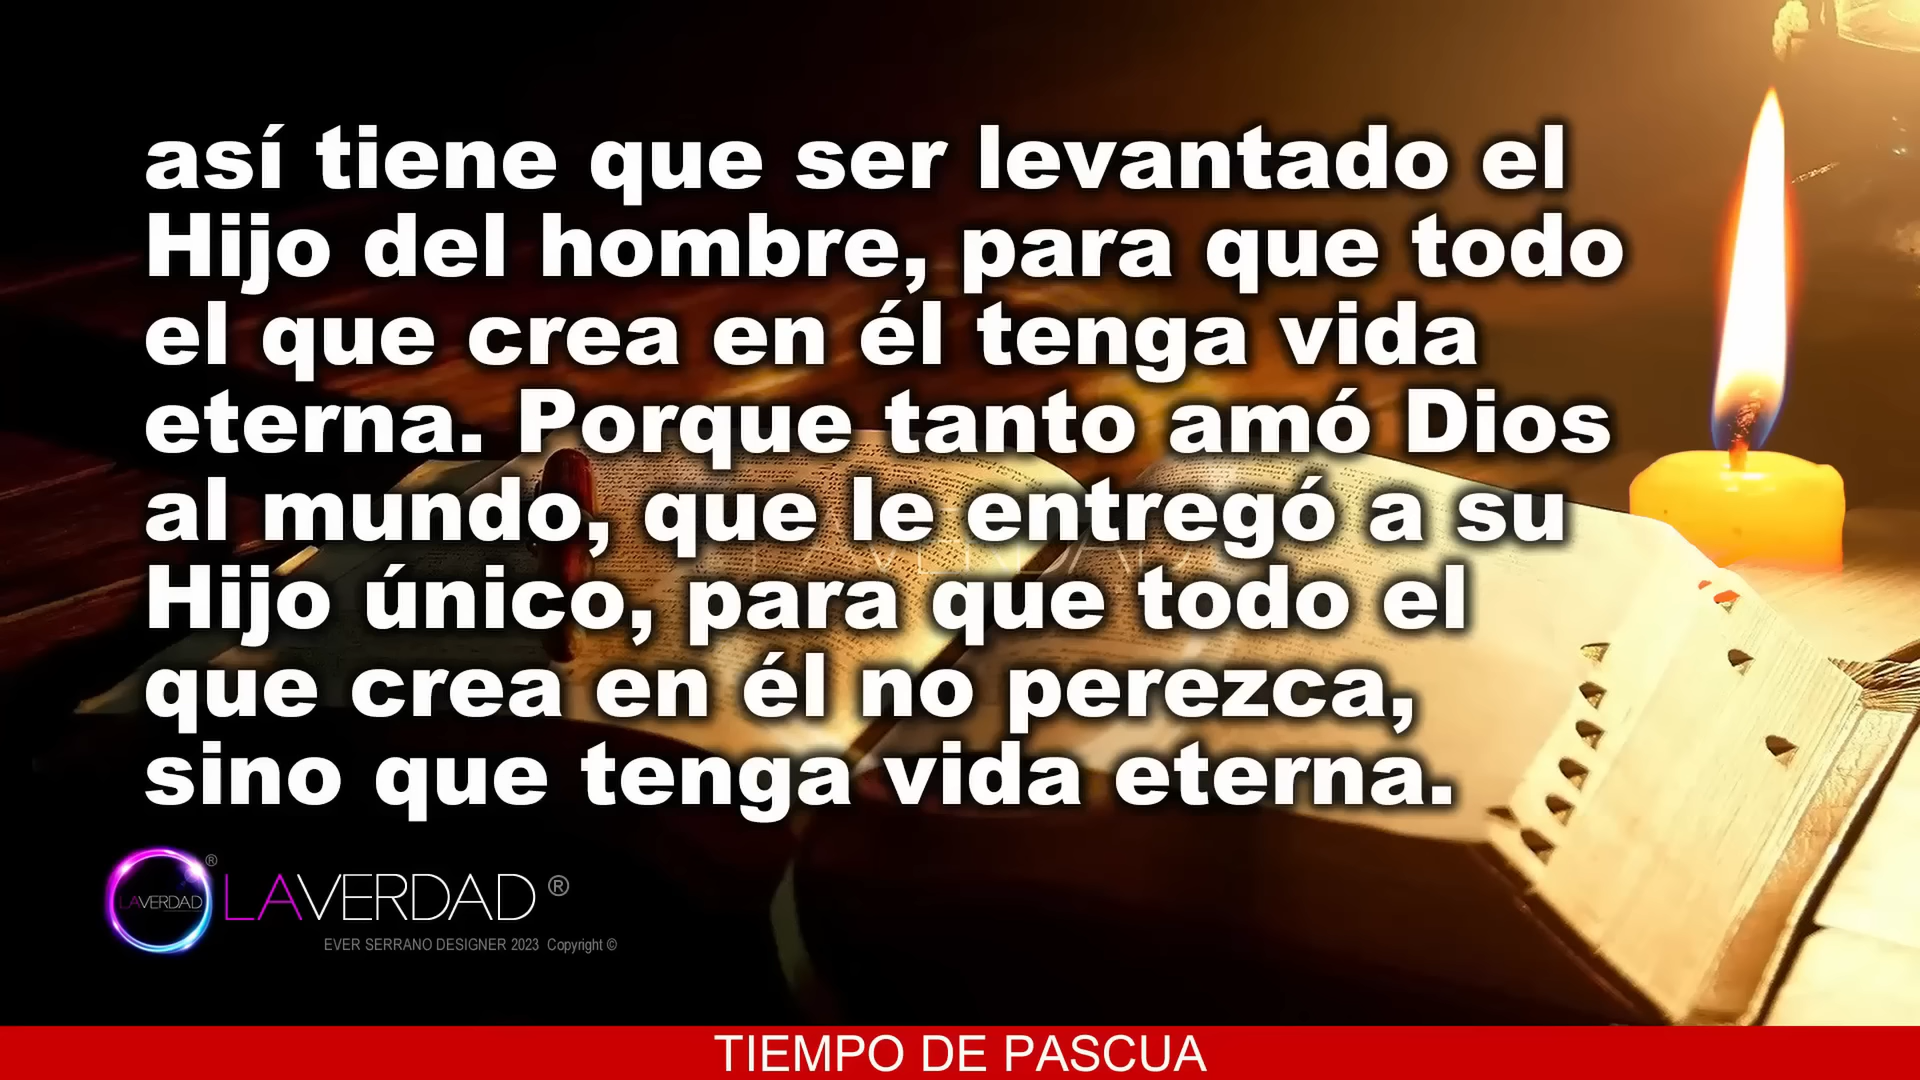 así tiene que ser levantado el
Hijo del hombre, para que todo
el que crea en él tenga vida
eterna. Porque tanto amó Dios
al mundo, que le entregó a su
Hijo único, para que todo el
que crea en él no perezca,
sino que tenga vida eterna.
LAVERDAD ®
LAVERDAD ®
EVER SERRANO DESIGNER 2023 Copyright ©
TIEMPO DE PASCUA